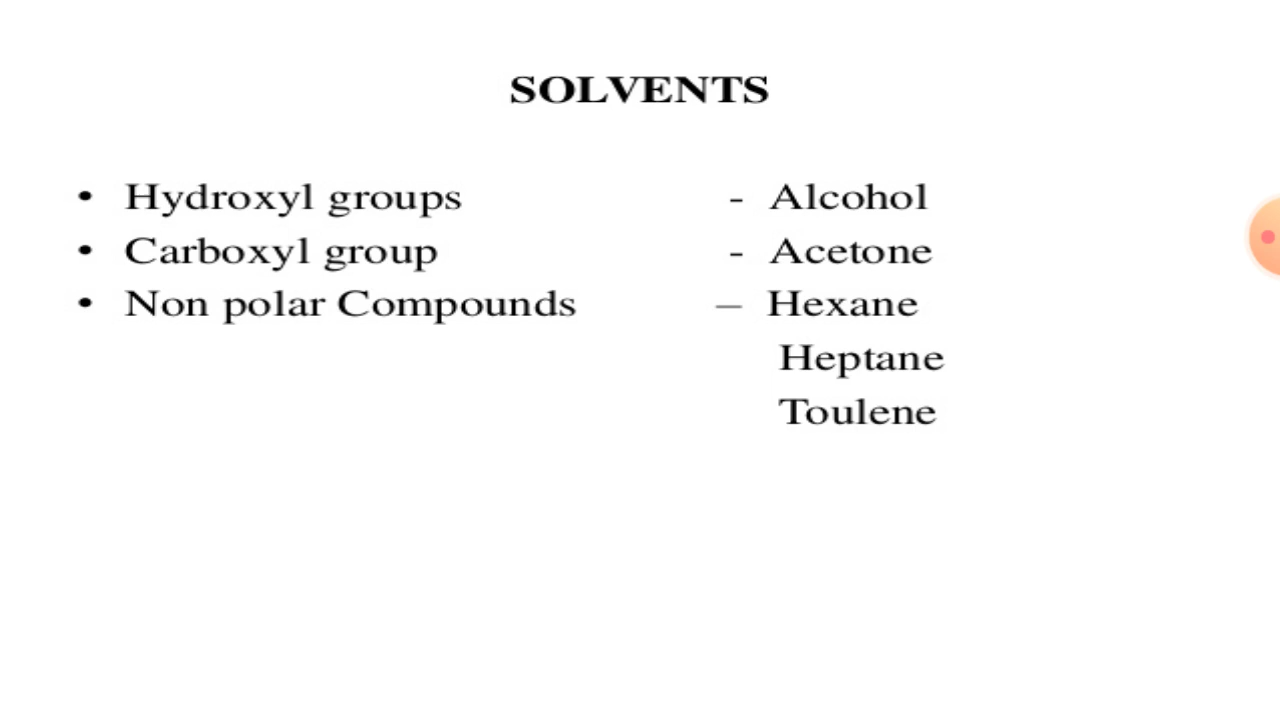 SOLVENTS
• Hydroxyl groups - Alcohol
• Carboxyl group - Acetone
• Non polar Compounds – Hexane
Heptane
Toulene